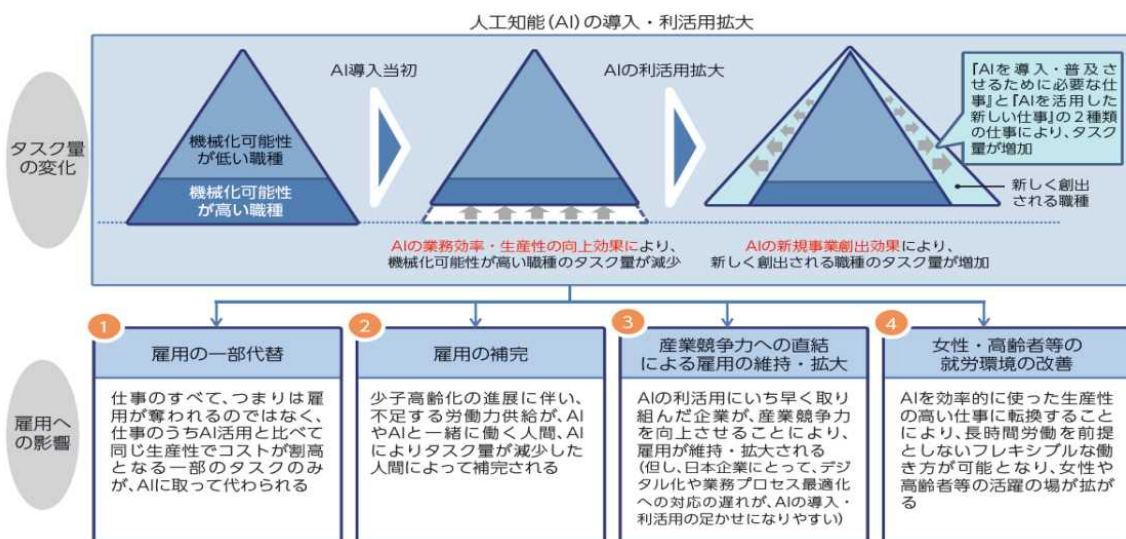 人工知能(AI)の導入・利活用拡大
タスク量
の変化
機械化可能性
が低い職種
機械化可能性
が高い職種
AI導入当初
AIの業務効率・生産性の向上効果により、
機械化可能性が高い職種のタスク量が減少
AIの利活用拡大
AIの新規事業創出効果により、
新しく創出される職種のタスク量が増加
『AIを導入・普及さ
せるために必要な仕
事』と『AIを活用した
新しい仕事』の2種類
の仕事により、タスク
量が増加
新しく創出
される職種
雇用へ
の影響
1
雇用の一部代替
仕事のすべて、つまりは雇
用が奪われるのではなく、
仕事のうちAI活用と比べて
同じ生産性でコストが割高
となる一部のタスクのみ
が、AIに取って代わられる
2
雇用の補完
少子高齢化の進展に伴い、
不足する労働力供給が、AI
やAIと一緒に働く人間、AI
によりタスク量が減少した
人間によって補完される
3
産業競争力への直結
による雇用の維持・拡大
AIの利活用にいち早く取り
組んだ企業が、産業競争力
を向上させることにより、
雇用が維持・拡大される
(但し、日本企業にとって、デジ
タル化や業務プロセス最適化
への対応の遅れが、AIの導入・
利活用の足かせになりやすい)
4
女性・高齢者等の
就労環境の改善
AIを効率的に使った生産性
の高い仕事に転換すること
により、長時間労働を前提
としないフレキシブルな働
き方が可能となり、女性や
高齢者等の活躍の場が拡が
る